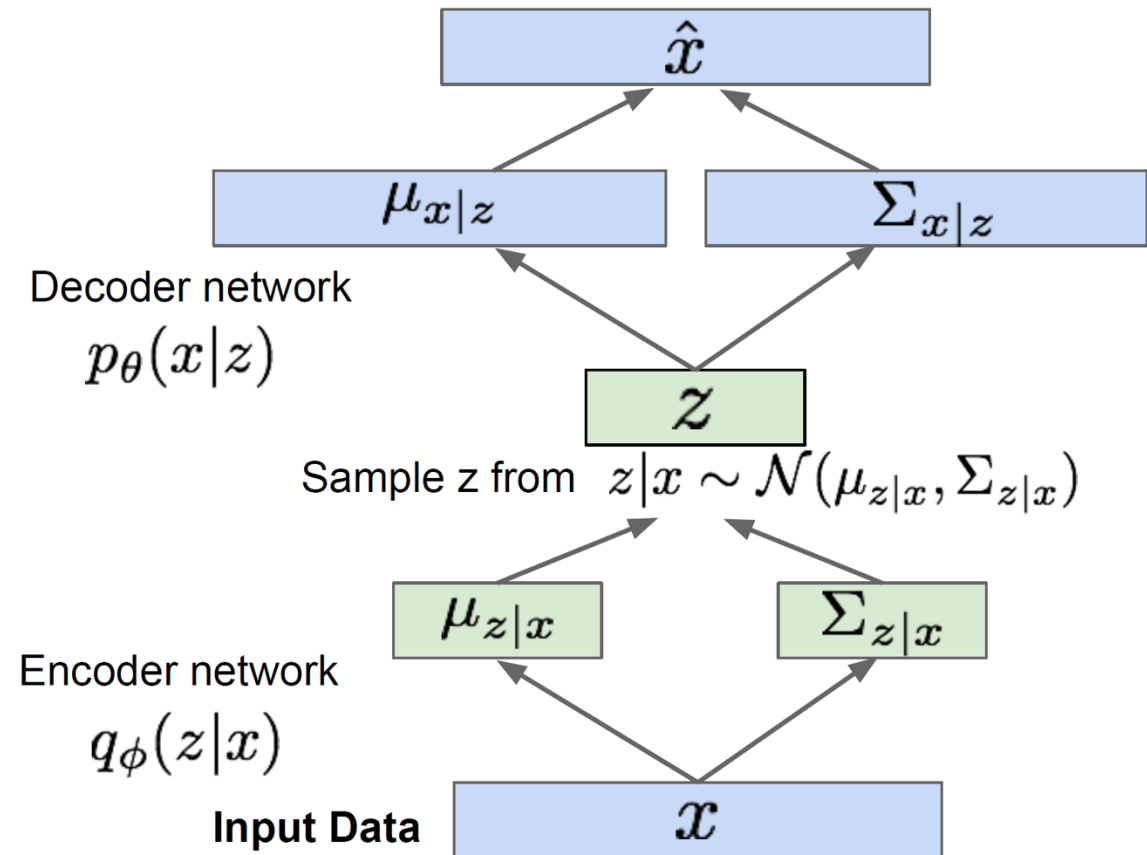 x̂
μ_{x|z} Σ_{x|z}
Decoder network
p_θ(x|z)
z
Sample z from z|x ∼ 𝒩(μ_{z|x}, Σ_{z|x})
μ_{z|x} Σ_{z|x}
Encoder network
q_ϕ(z|x)
Input Data x